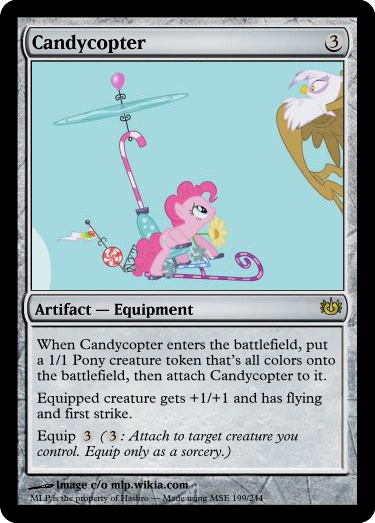 Candycopter 3
Artifact — Equipment
When Candycopter enters the battlefield, put
a 1/1 Pony creature token that's all colors onto
the battlefield, then attach Candycopter to it.
Equipped creature gets +1/+1 and has flying
and first strike.
Equip 3 (3: Attach to target creature you
control. Equip only as a sorcery.)
Image c/o mlp.wikia.com
MLP is the property of Hasbro — Made using MSE 199/244